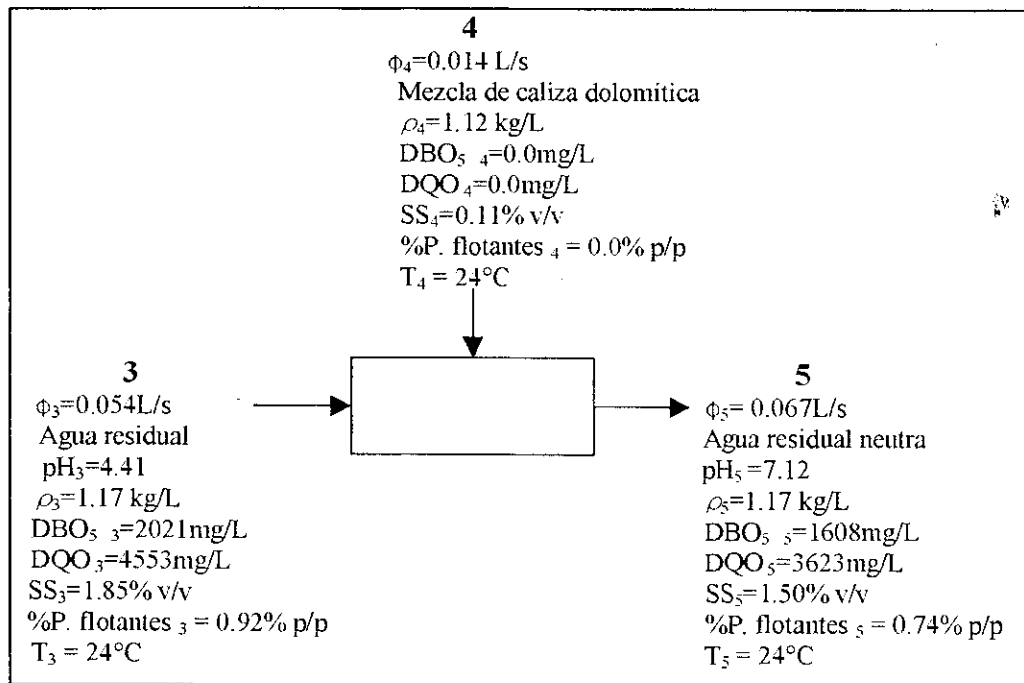 4
ϕ₄=0.014 L/s
Mezcla de caliza dolomítica
ρ₄=1.12 kg/L
DBO₅ ₄=0.0mg/L
DQO ₄=0.0mg/L
SS₄=0.11% v/v
%P. flotantes ₄ = 0.0% p/p
T₄ = 24°C
3
ϕ₃=0.054L/s
Agua residual
pH₃=4.41
ρ₃=1.17 kg/L
DBO₅ ₃=2021mg/L
DQO ₃=4553mg/L
SS₃=1.85% v/v
%P. flotantes ₃ = 0.92% p/p
T₃ = 24°C
5
ϕ₅= 0.067L/s
Agua residual neutra
pH₅=7.12
ρ₅=1.17 kg/L
DBO₅ ₅=1608mg/L
DQO₅=3623mg/L
SS₅=1.50% v/v
%P. flotantes ₅ = 0.74% p/p
T₅ = 24°C